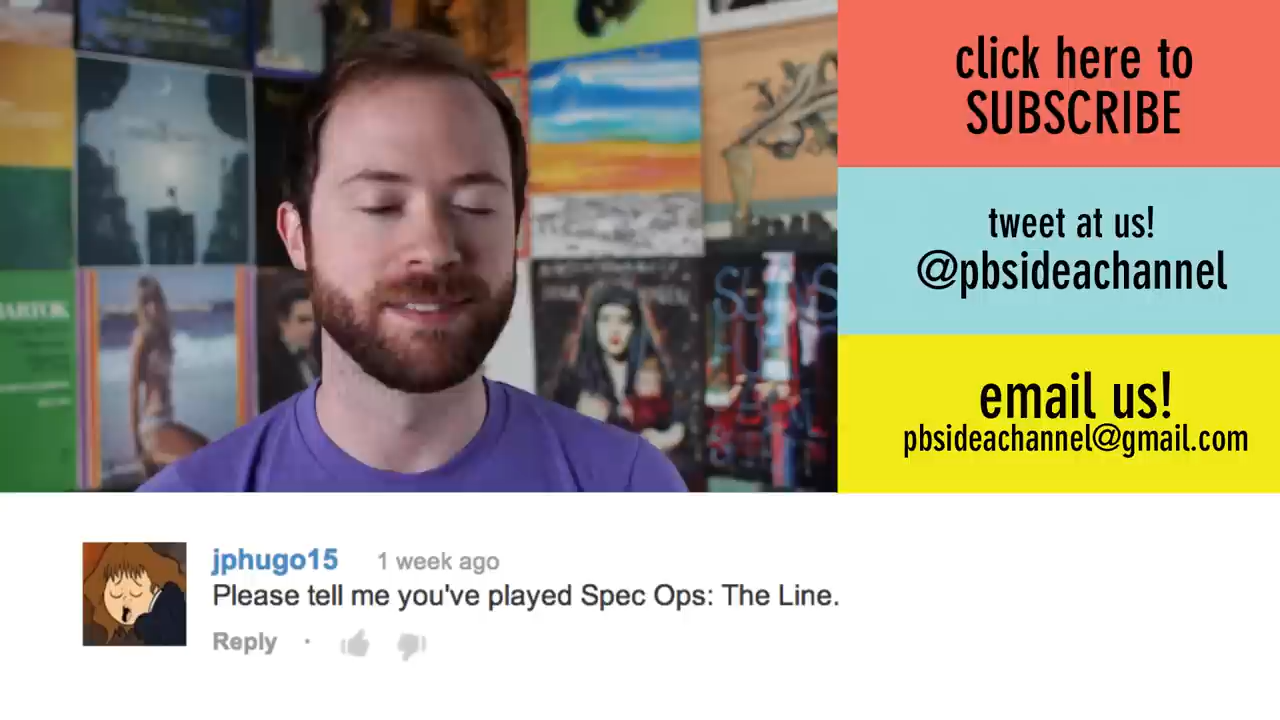 click here to
SUBSCRIBE
tweet at us!
@pbsideachannel
email us!
pbsideachannel@gmail.com
BARTOK
jphugo15 1 week ago
Please tell me you've played Spec Ops: The Line.
Reply ·